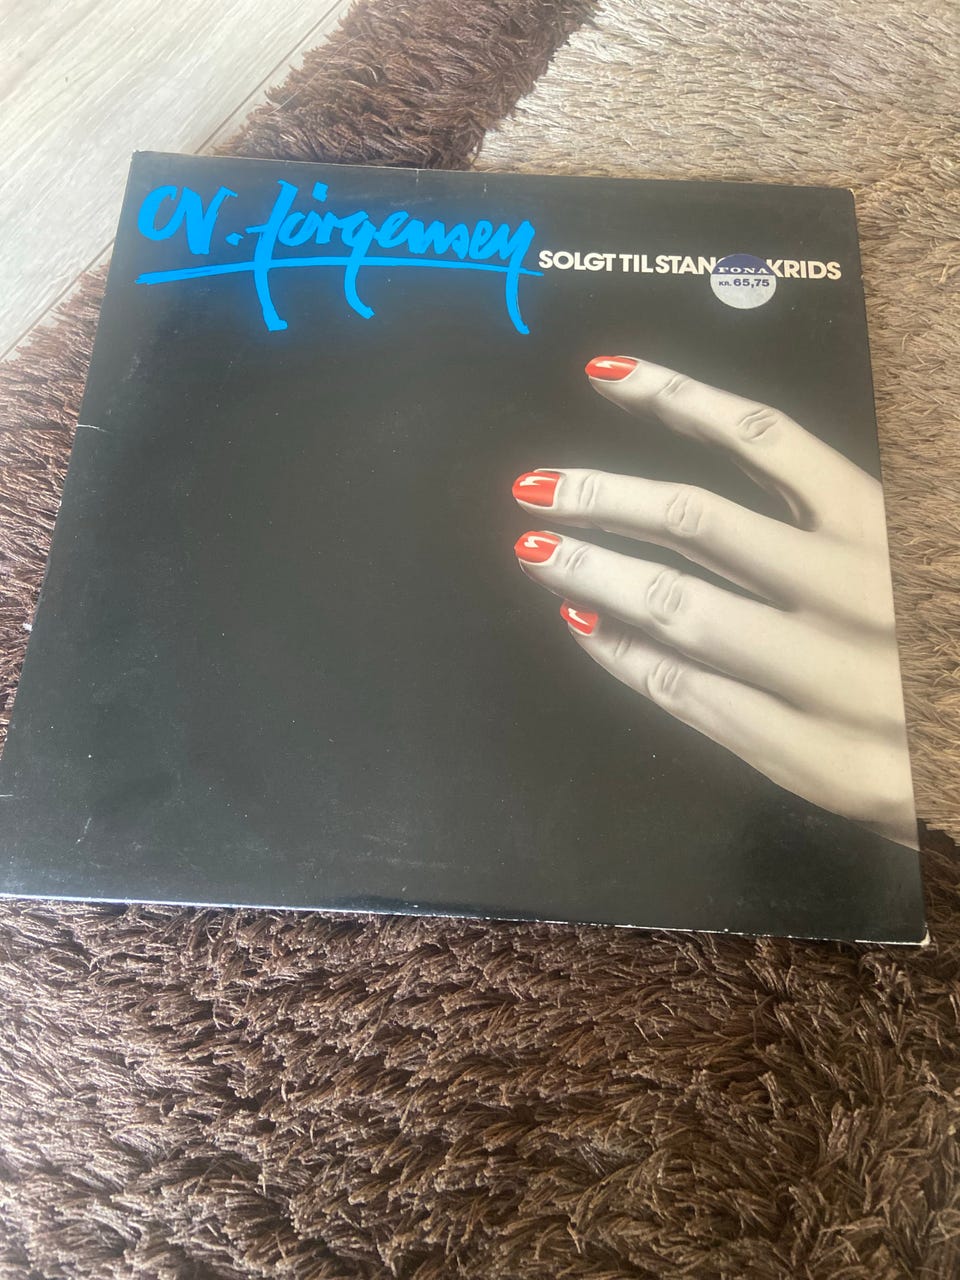 C.V. Jørgensen
SOLGT TIL STAN KRIDS
FONA
KR. 65,75